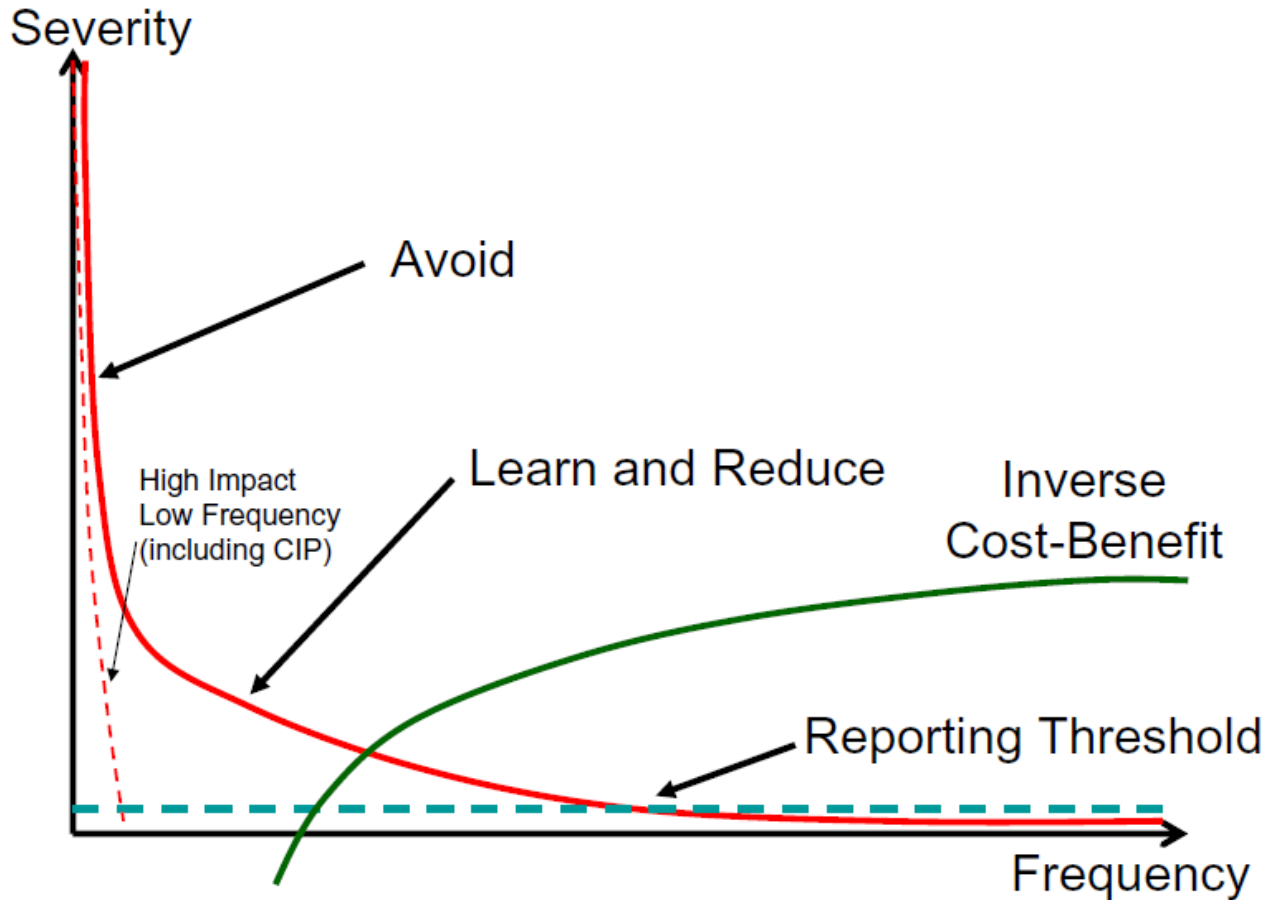 Severity
Avoid
Learn and Reduce
High Impact
Low Frequency
(including CIP)
Inverse
Cost-Benefit
Reporting Threshold
Frequency